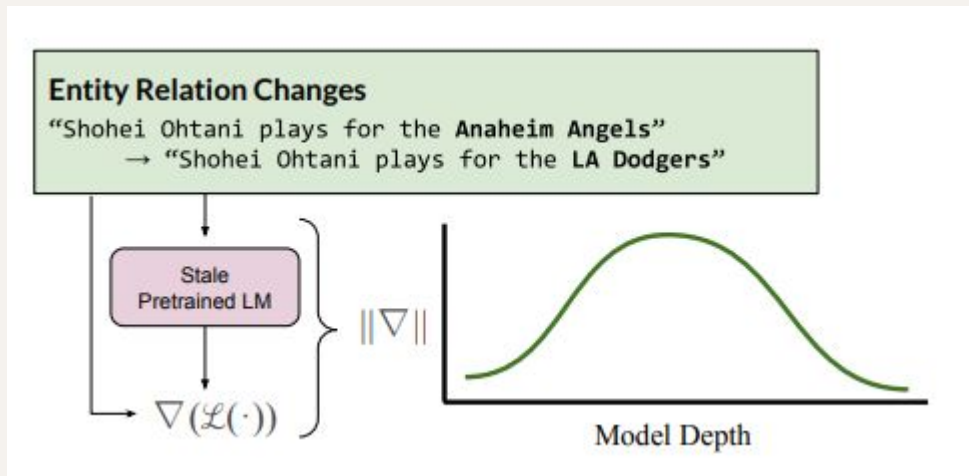 Entity Relation Changes
“Shohei Ohtani plays for the Anaheim Angels”
→ “Shohei Ohtani plays for the LA Dodgers”
Stale
Pretrained LM
||∇||
∇(ℒ(·))
Model Depth